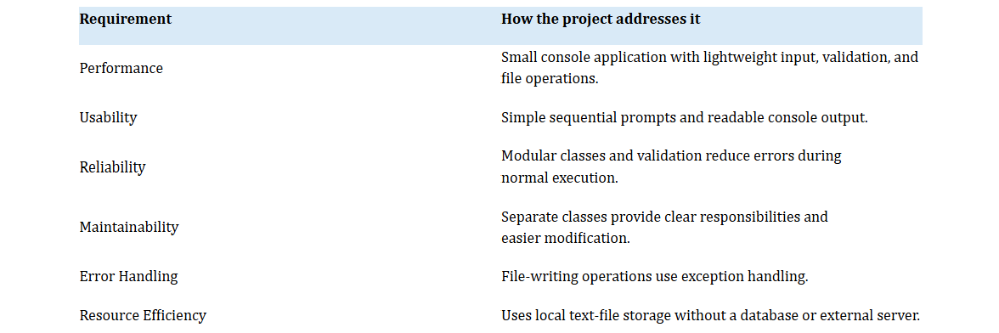 Requirement How the project addresses it
Performance Small console application with lightweight input, validation, and
file operations.
Usability Simple sequential prompts and readable console output.
Reliability Modular classes and validation reduce errors during
normal execution.
Maintainability Separate classes provide clear responsibilities and
easier modification.
Error Handling File-writing operations use exception handling.
Resource Efficiency Uses local text-file storage without a database or external server.